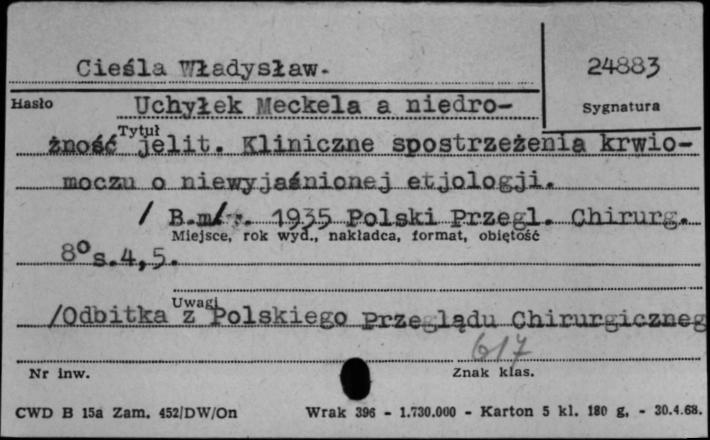 Cieśla Władysław.
24883
Hasło
Uchyłek Meckela a niedro-
Sygnatura
Tytuł
żność jelit. Kliniczne spostrzeżenia krwio-
moczu o niewyjaśnionej etjologji.
/ B.m/r. 1935 Polski Przegl. Chirurg.
Miejsce, rok wyd., nakładca, format, objętość
8° s.4,5.
Uwagi
/Odbitka z Polskiego Przeglądu Chirurgiczneg
617
Nr inw.
Znak klas.
CWD B 15a Zam. 452/DW/On Wrak 396 - 1.730.000 - Karton 5 kl. 180 g. - 30.4.68.